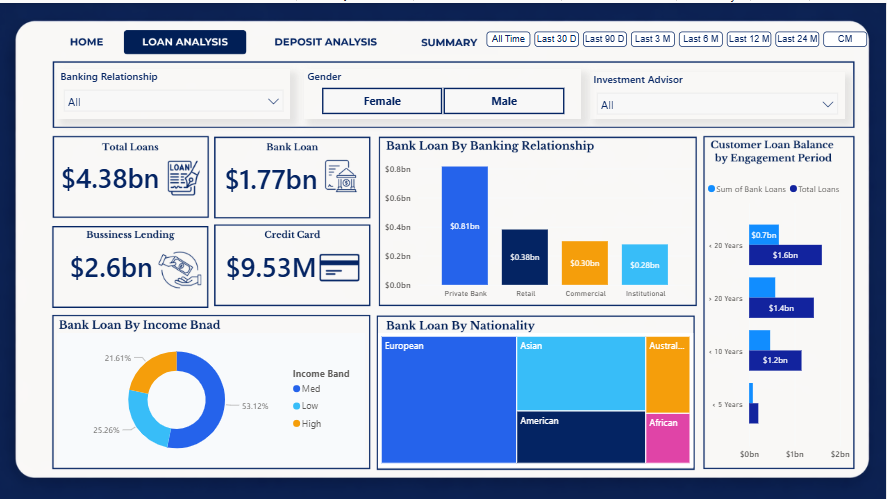 HOME
LOAN ANALYSIS
DEPOSIT ANALYSIS
SUMMARY
All Time
Last 30 D
Last 90 D
Last 3 M
Last 6 M
Last 12 M
Last 24 M
CM
Banking Relationship
All
Gender
Female
Male
Investment Advisor
All
Total Loans
$4.38bn
LOAN
Bank Loan
$1.77bn
Bussiness Lending
$2.6bn
Credit Card
$9.53M
Bank Loan By Banking Relationship
$0.8bn
$0.6bn
$0.4bn
$0.2bn
$0.0bn
$0.81bn
$0.38bn
$0.30bn
$0.28bn
Private Bank
Retail
Commercial
Institutional
Customer Loan Balance
by Engagement Period
Sum of Bank Loans
Total Loans
< 20 Years
$0.7bn
$1.6bn
> 20 Years
$1.4bn
< 10 Years
$1.2bn
< 5 Years
$0bn
$1bn
$2bn
Bank Loan By Income Bnad
21.61%
25.26%
53.12%
Income Band
Med
Low
High
Bank Loan By Nationality
European
Asian
American
Austral...
African